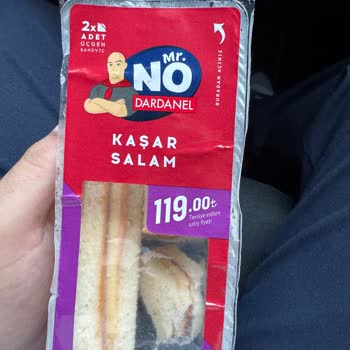 2x
ADET
ÜÇGEN
SANDVİÇ
Mr.
NO
DARDANEL
BURADAN AÇINIZ
KAŞAR
SALAM
119.00₺
Tavsiye edilen
satış fiyatı